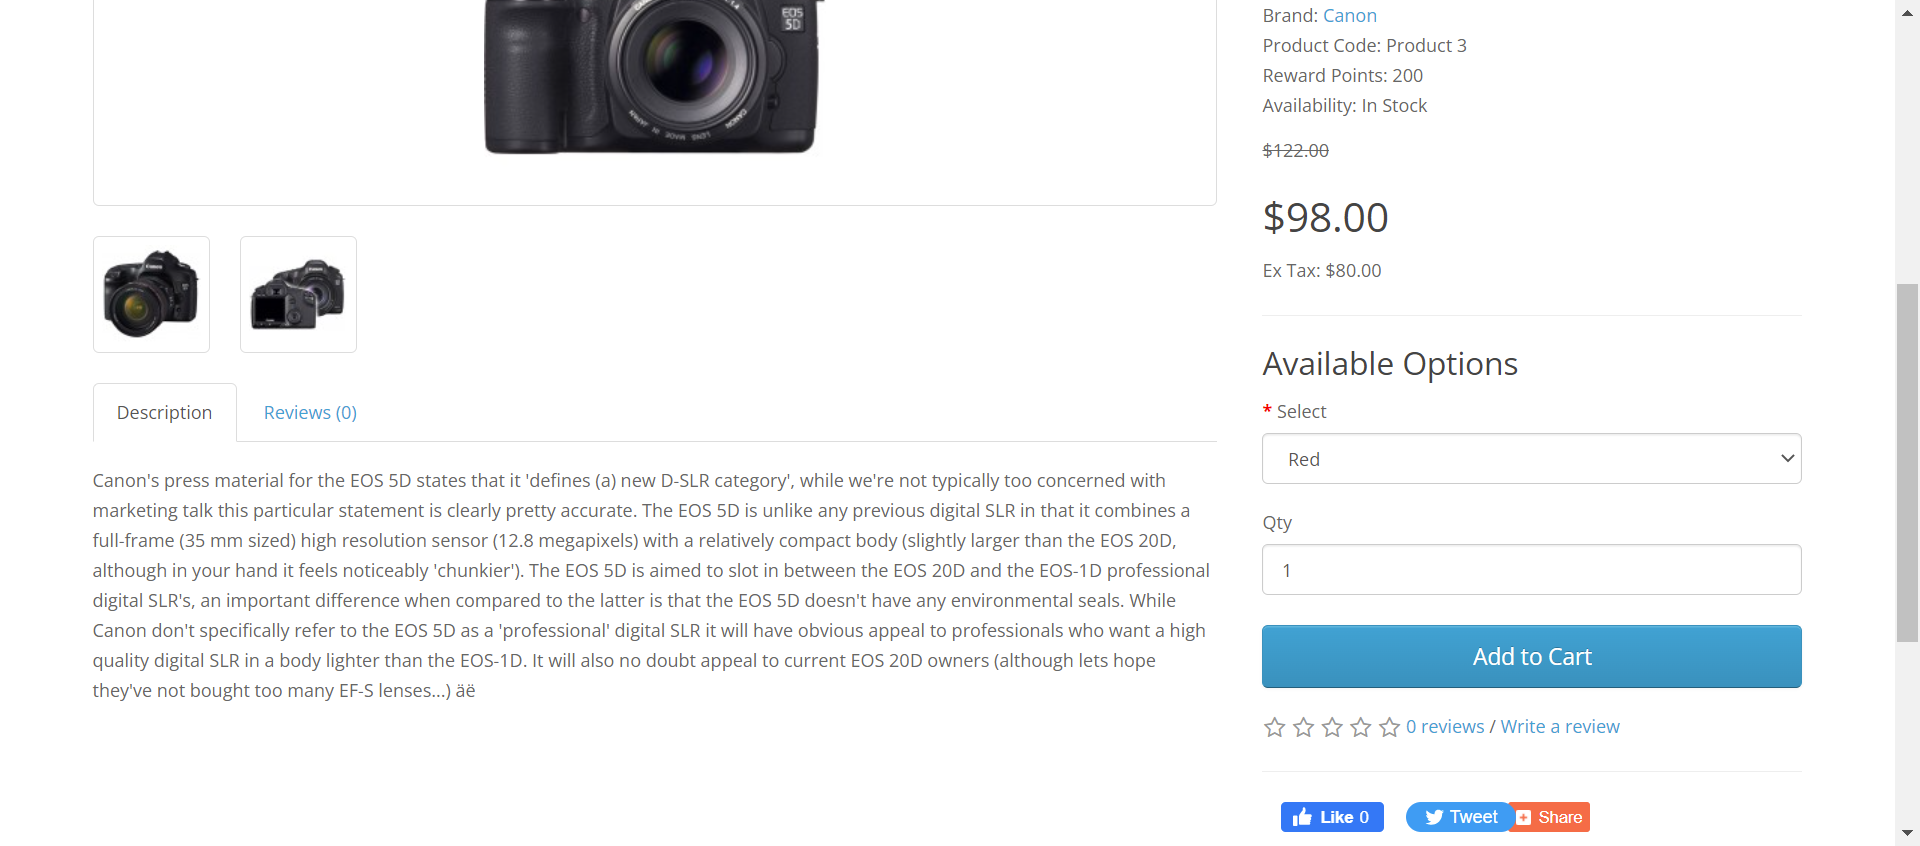 EOS
5D
CANON LENS MADE IN JAPAN
Brand: Canon
Product Code: Product 3
Reward Points: 200
Availability: In Stock
$122.00
$98.00
Ex Tax: $80.00
Available Options
* Select
Red
Qty
1
Add to Cart
0 reviews / Write a review
Like 0
Tweet
Share
Description
Reviews (0)
Canon's press material for the EOS 5D states that it 'defines (a) new D-SLR category', while we're not typically too concerned with
marketing talk this particular statement is clearly pretty accurate. The EOS 5D is unlike any previous digital SLR in that it combines a
full-frame (35 mm sized) high resolution sensor (12.8 megapixels) with a relatively compact body (slightly larger than the EOS 20D,
although in your hand it feels noticeably 'chunkier'). The EOS 5D is aimed to slot in between the EOS 20D and the EOS-1D professional
digital SLR's, an important difference when compared to the latter is that the EOS 5D doesn't have any environmental seals. While
Canon don't specifically refer to the EOS 5D as a 'professional' digital SLR it will have obvious appeal to professionals who want a high
quality digital SLR in a body lighter than the EOS-1D. It will also no doubt appeal to current EOS 20D owners (although lets hope
they've not bought too many EF-S lenses...) äë